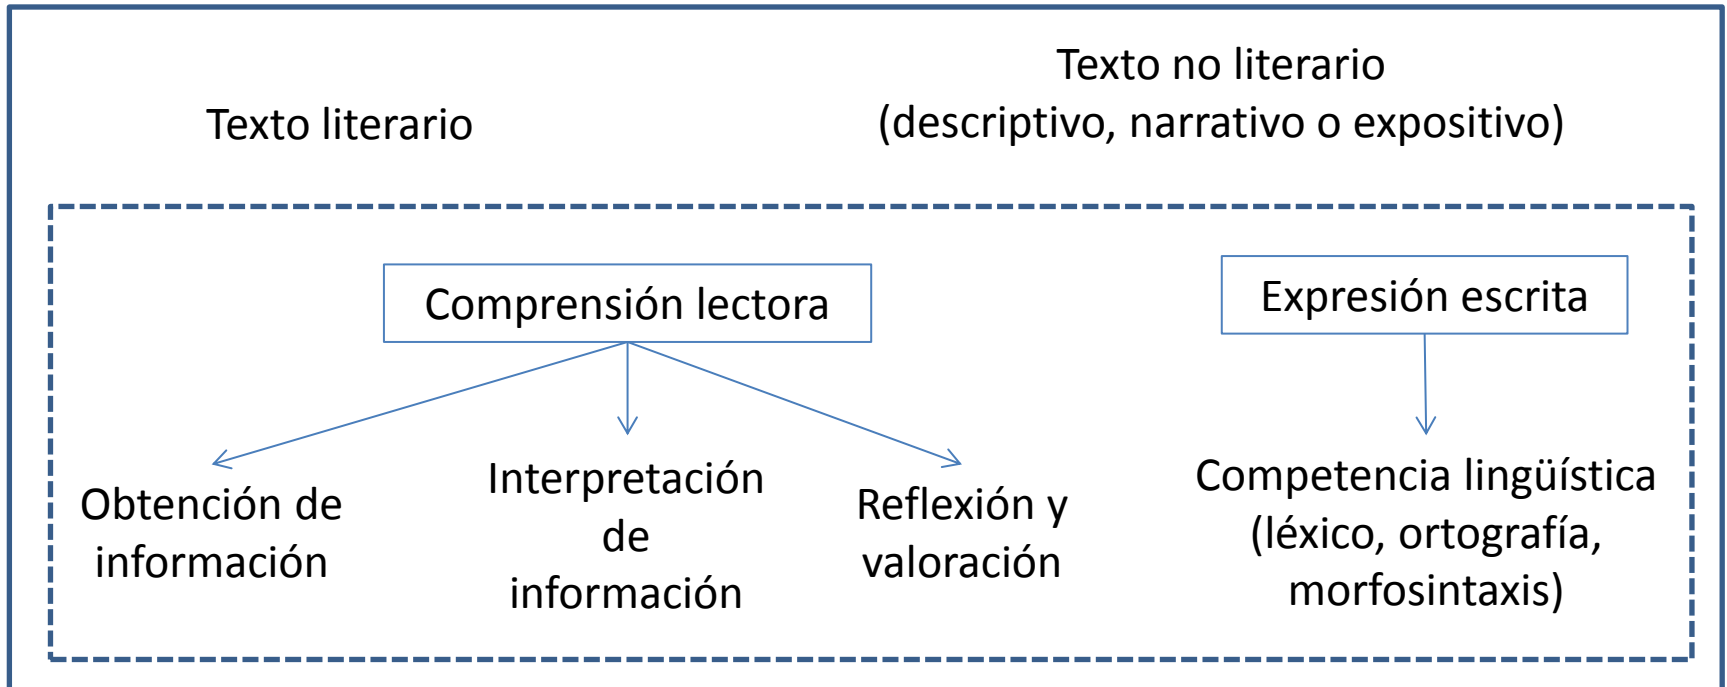 Texto literario
Texto no literario
(descriptivo, narrativo o expositivo)
Comprensión lectora
Expresión escrita
Obtención de
información
Interpretación
de
información
Reflexión y
valoración
Competencia lingüística
(léxico, ortografía,
morfosintaxis)